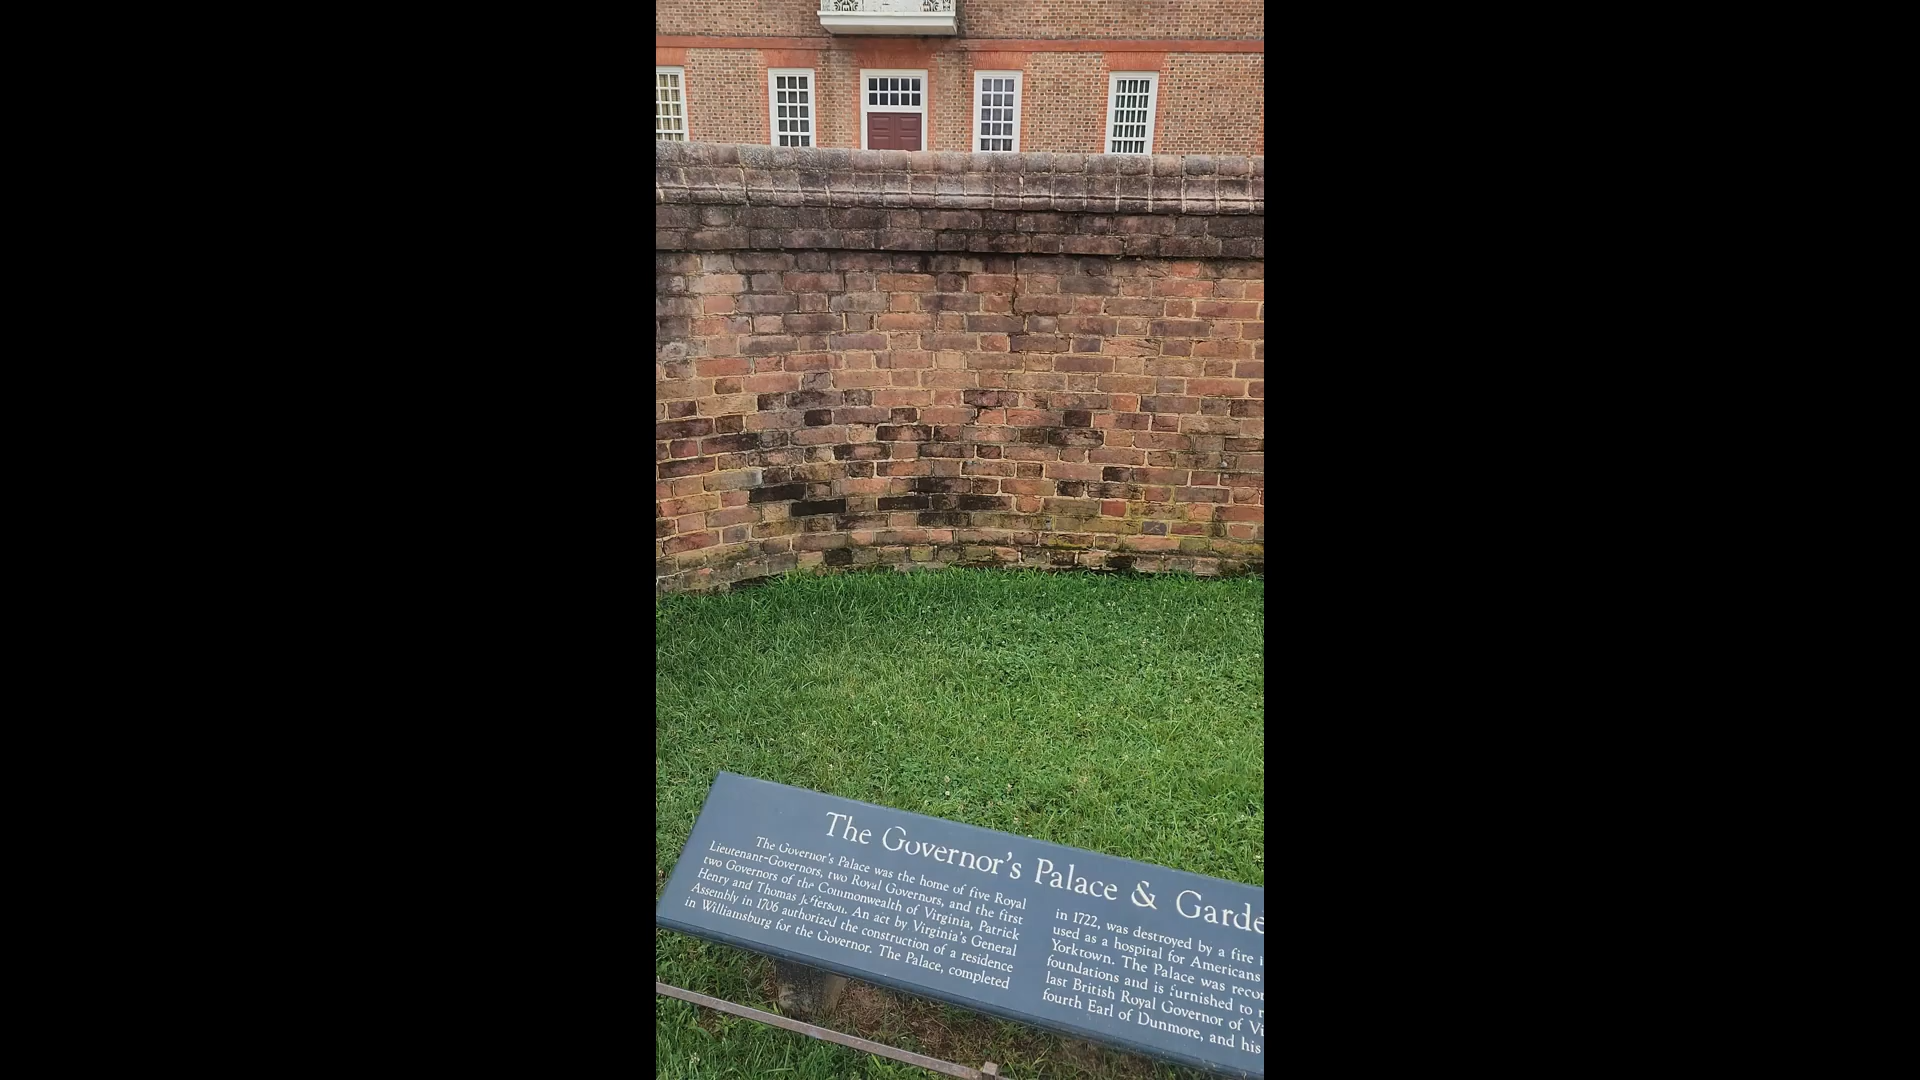 The Governor's Palace & Garde
The Governor's Palace was the home of five Royal
Lieutenant-Governors, two Royal Governors, and the first
two Governors of the Commonwealth of Virginia, Patrick
Henry and Thomas Jefferson. An act by Virginia's General
Assembly in 1706 authorized the construction of a residence
in Williamsburg for the Governor. The Palace, completed
in 1722, was destroyed by a fire i
used as a hospital for Americans
Yorktown. The Palace was recon
foundations and is furnished to r
last British Royal Governor of Vi
fourth Earl of Dunmore, and his